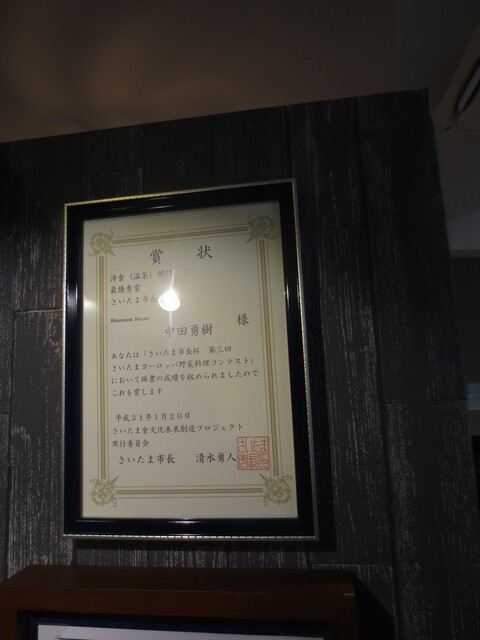 賞状
洋食（温菜）部門
最優秀賞
さいたま市長
Ristorante
中田勇樹 様
あなたは「さいたま市長杯 第三回
さいたまヨーロッパ野菜料理コンテスト」
において頭書の成績を収められましたので
これを賞します
平成31年1月20日
さいたま食文化未来創造プロジェクト
実行委員会
さいたま市長 清水勇人